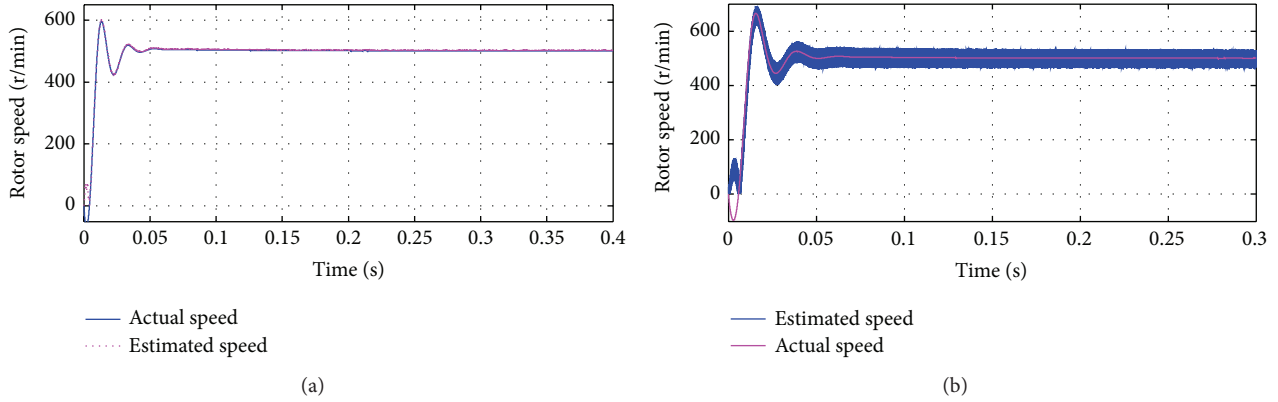 600
400
200
0
Rotor speed (r/min)
0 0.05 0.1 0.15 0.2 0.25 0.3 0.35 0.4
Time (s)
Actual speed
Estimated speed
(a)
600
400
200
0
Rotor speed (r/min)
0 0.05 0.1 0.15 0.2 0.25 0.3
Time (s)
Estimated speed
Actual speed
(b)